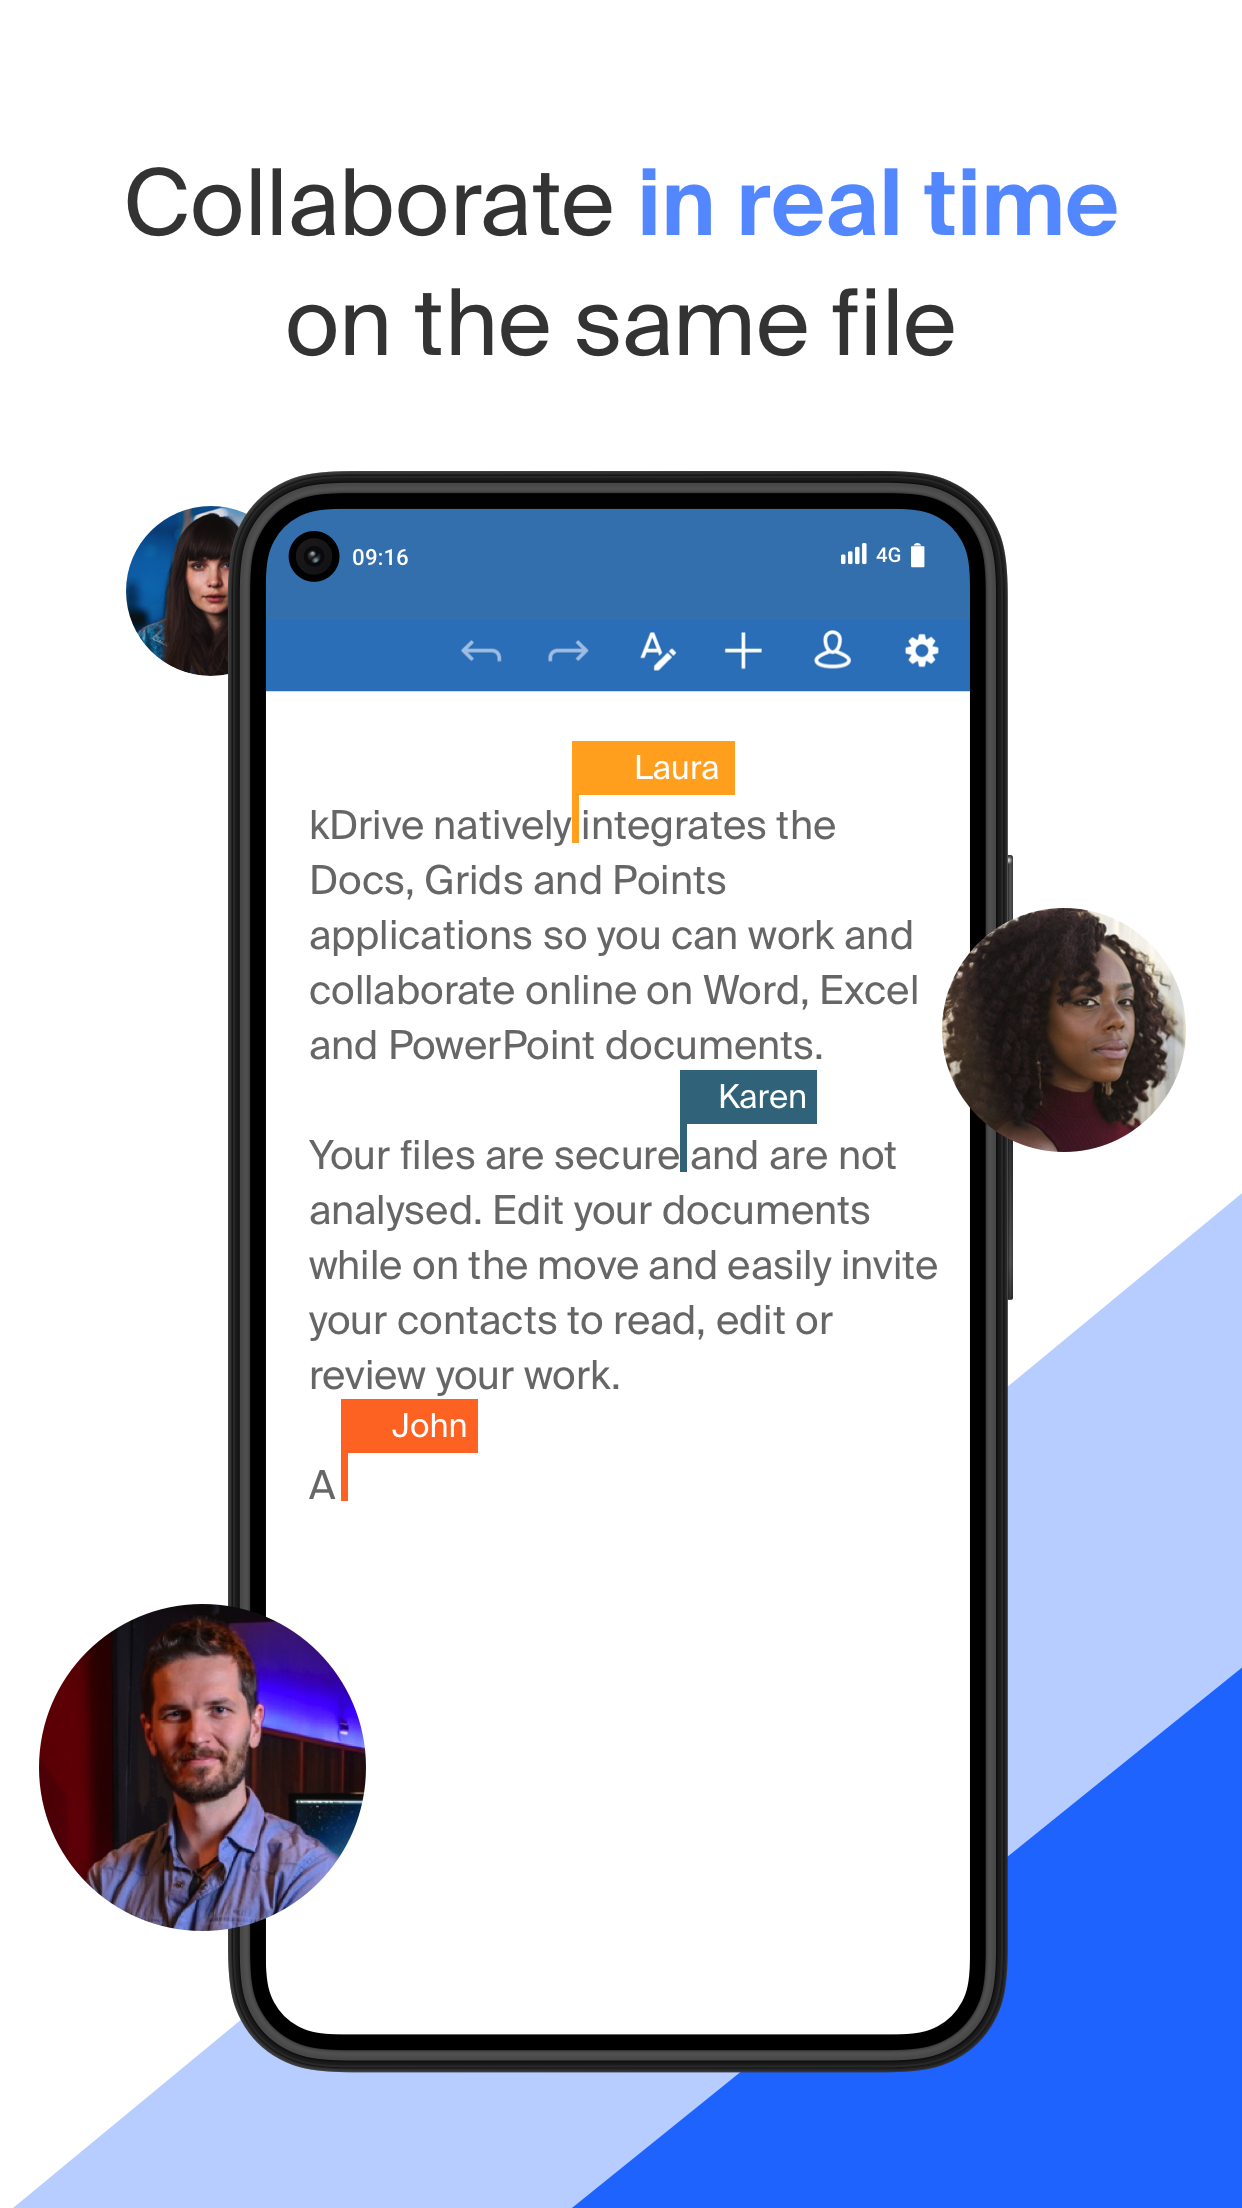 Collaborate in real time
on the same file
09:16 4G
Laura
kDrive natively integrates the
Docs, Grids and Points
applications so you can work and
collaborate online on Word, Excel
and PowerPoint documents.
Karen
Your files are secure and are not
analysed. Edit your documents
while on the move and easily invite
your contacts to read, edit or
review your work.
John
A